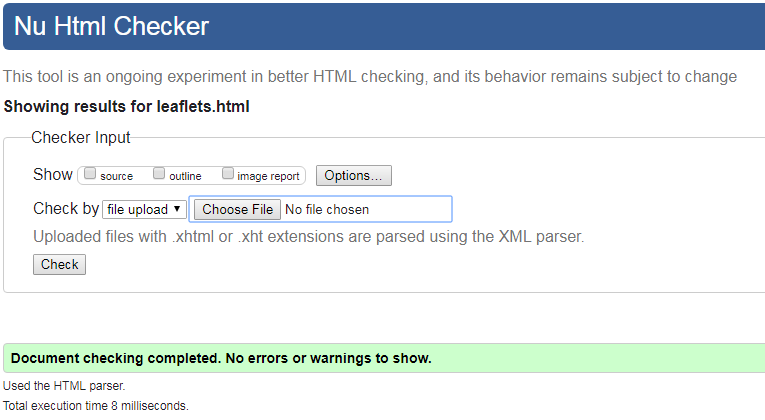 Nu Html Checker
This tool is an ongoing experiment in better HTML checking, and its behavior remains subject to change
Showing results for leaflets.html
Checker Input
Show source outline image report Options...
Check by file upload Choose File No file chosen
Uploaded files with .xhtml or .xht extensions are parsed using the XML parser.
Check
Document checking completed. No errors or warnings to show.
Used the HTML parser.
Total execution time 8 milliseconds.